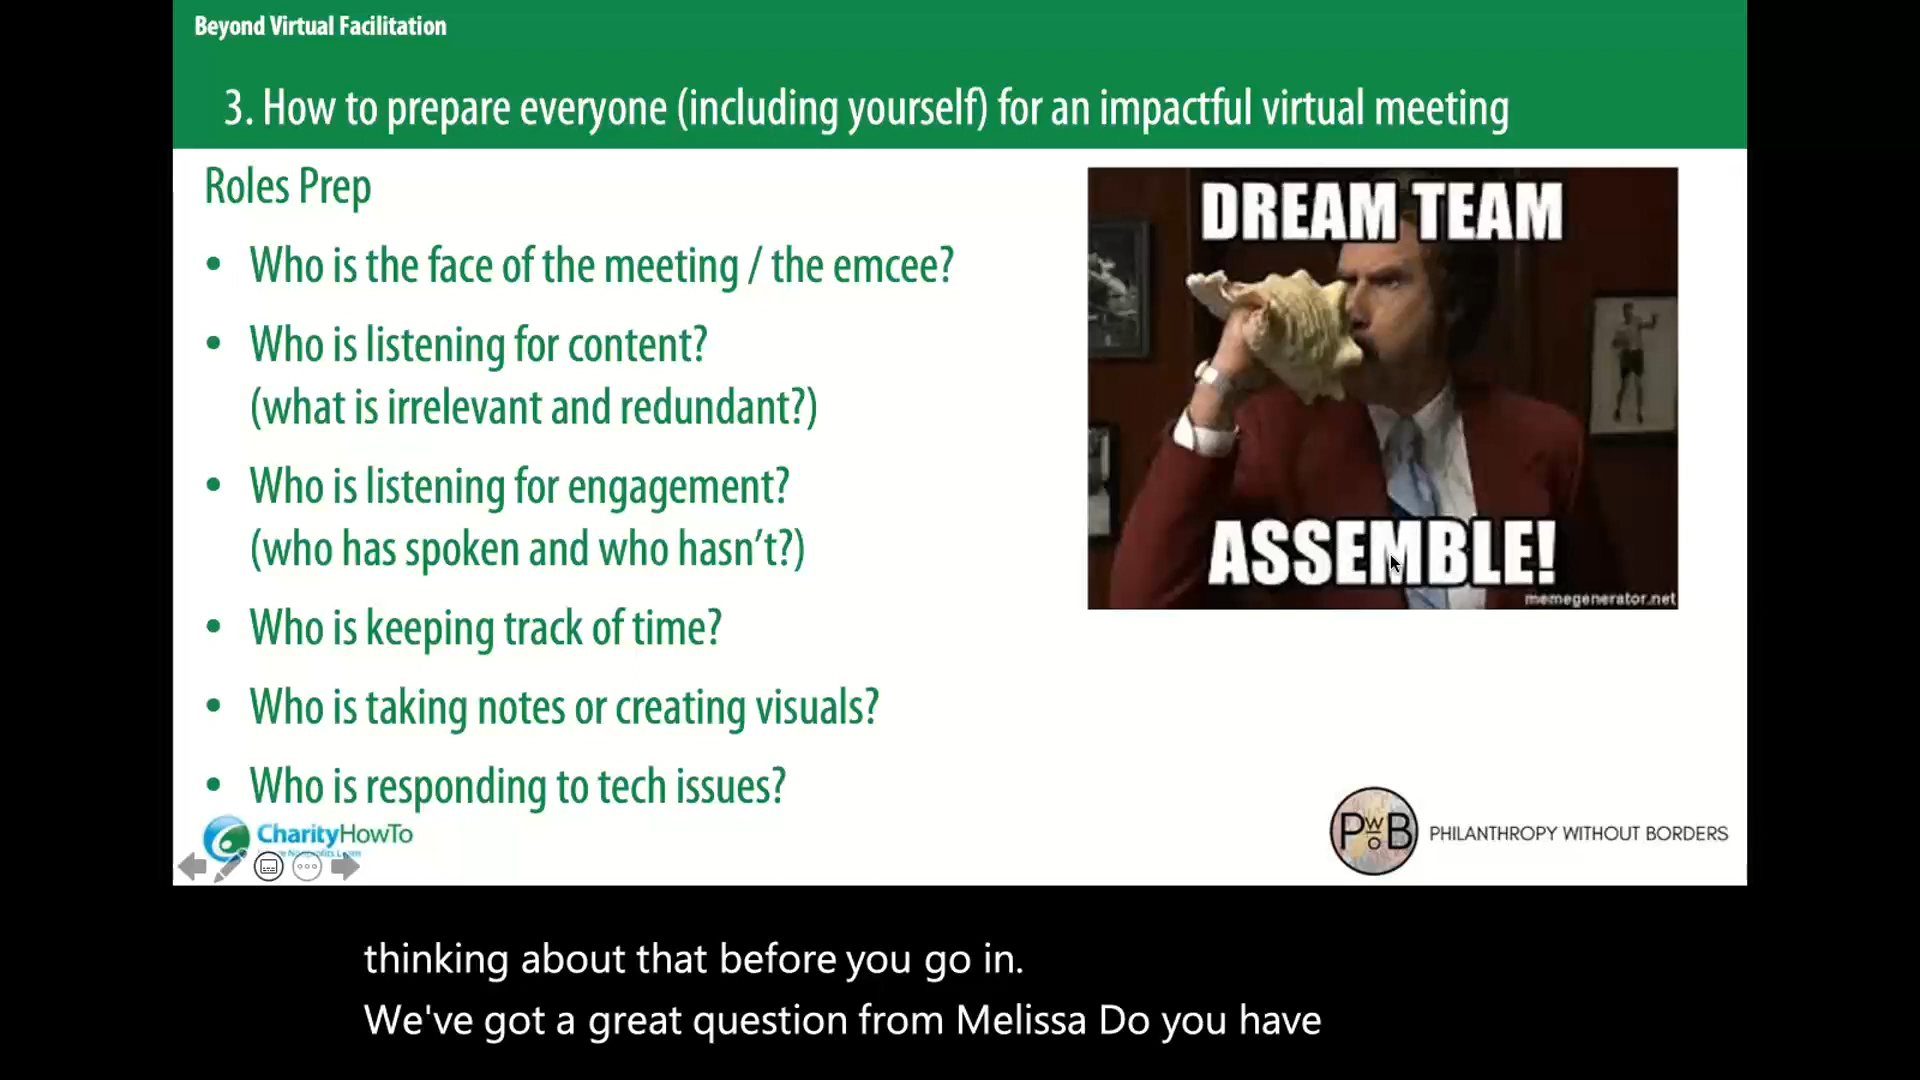 Beyond Virtual Facilitation
3. How to prepare everyone (including yourself) for an impactful virtual meeting
Roles Prep
• Who is the face of the meeting / the emcee?
• Who is listening for content?
(what is irrelevant and redundant?)
• Who is listening for engagement?
(who has spoken and who hasn't?)
• Who is keeping track of time?
• Who is taking notes or creating visuals?
• Who is responding to tech issues?
DREAM TEAM
ASSEMBLE!
memegenerator.net
CharityHowTo
PWOB
PHILANTHROPY WITHOUT BORDERS
thinking about that before you go in.
We've got a great question from Melissa Do you have